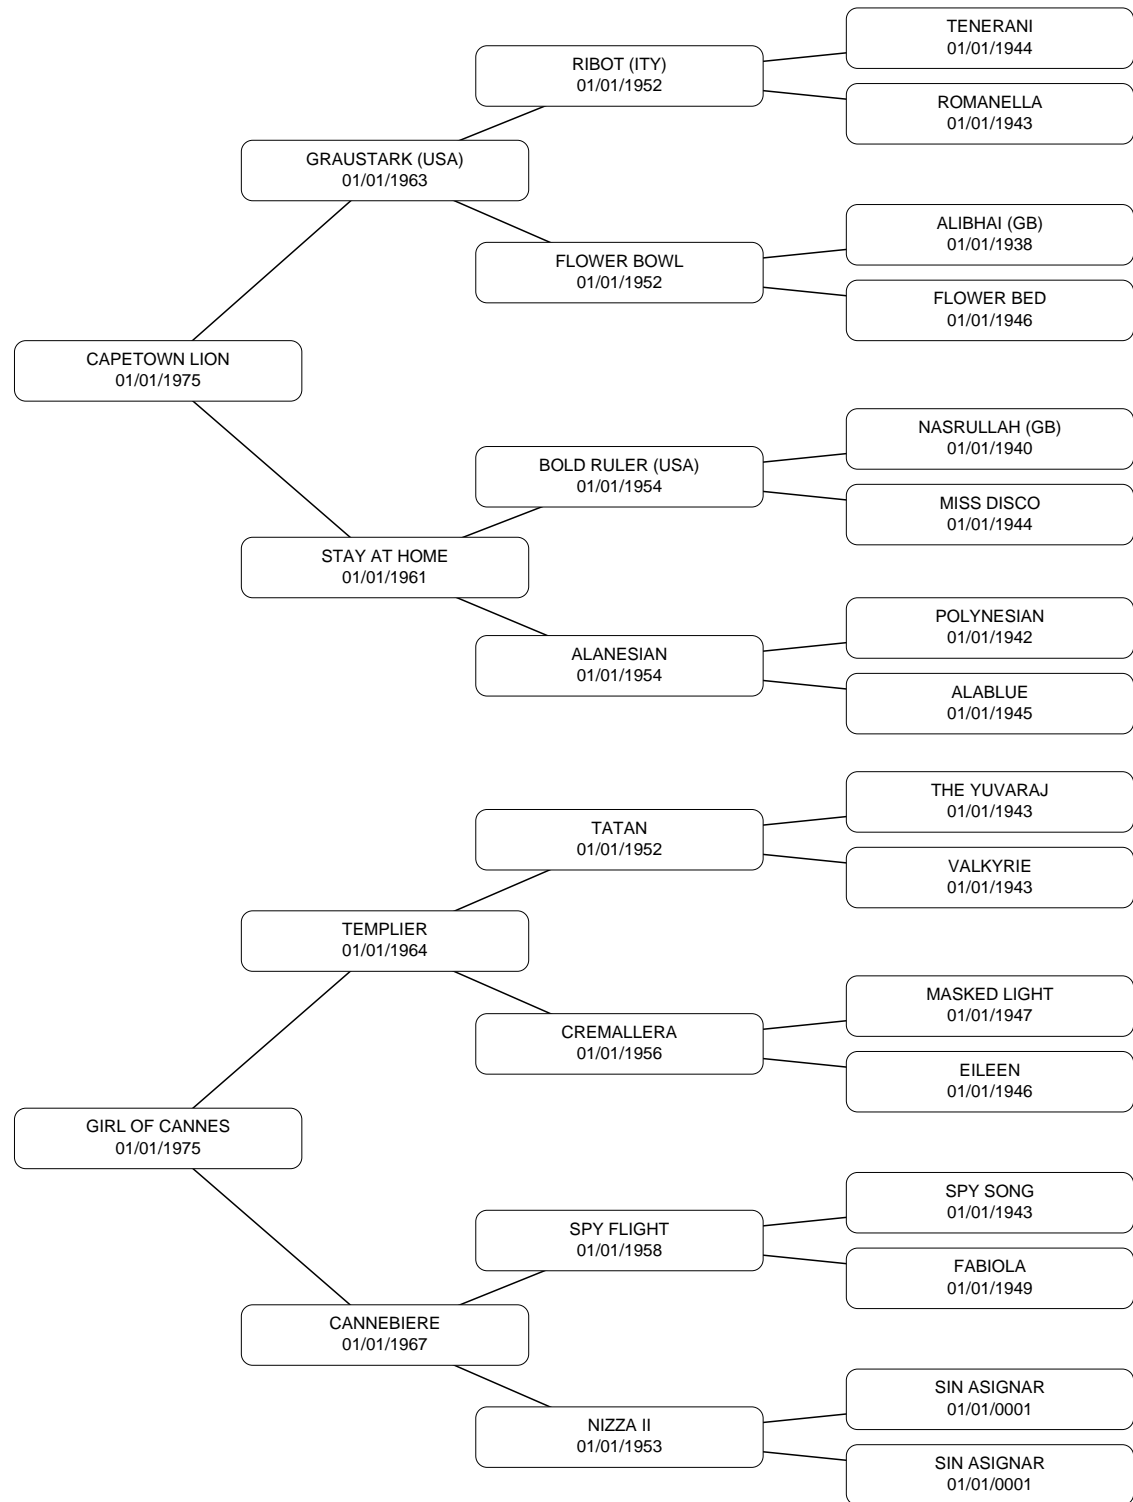 TENERANI
01/01/1944
RIBOT (ITY)
01/01/1952
ROMANELLA
01/01/1943
GRAUSTARK (USA)
01/01/1963
ALIBHAI (GB)
01/01/1938
FLOWER BOWL
01/01/1952
FLOWER BED
01/01/1946
CAPETOWN LION
01/01/1975
NASRULLAH (GB)
01/01/1940
BOLD RULER (USA)
01/01/1954
MISS DISCO
01/01/1944
STAY AT HOME
01/01/1961
POLYNESIAN
01/01/1942
ALANESIAN
01/01/1954
ALABLUE
01/01/1945
THE YUVARAJ
01/01/1943
TATAN
01/01/1952
VALKYRIE
01/01/1943
TEMPLIER
01/01/1964
MASKED LIGHT
01/01/1947
CREMALLERA
01/01/1956
EILEEN
01/01/1946
GIRL OF CANNES
01/01/1975
SPY SONG
01/01/1943
SPY FLIGHT
01/01/1958
FABIOLA
01/01/1949
CANNEBIERE
01/01/1967
SIN ASIGNAR
01/01/0001
NIZZA II
01/01/1953
SIN ASIGNAR
01/01/0001